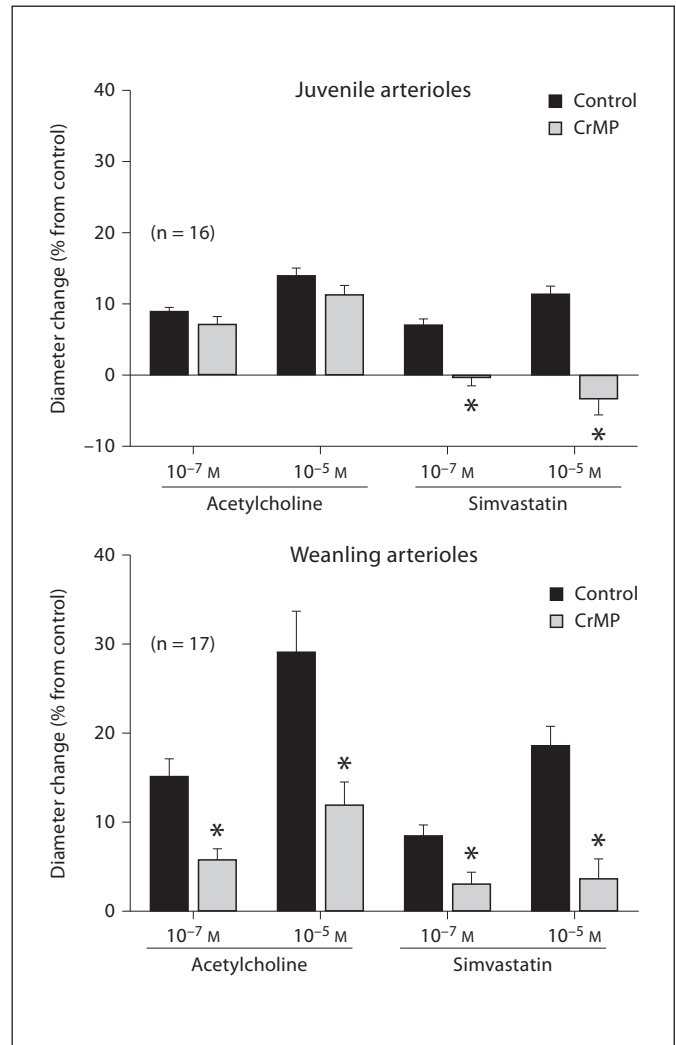 Juvenile arterioles
Control
CrMP
Diameter change (% from control)
40
30
20
10
0
–10
(n = 16)
*
*
10⁻⁷ M
10⁻⁵ M
10⁻⁷ M
10⁻⁵ M
Acetylcholine
Simvastatin
Weanling arterioles
Control
CrMP
Diameter change (% from control)
40
30
20
10
0
(n = 17)
*
*
*
*
10⁻⁷ M
10⁻⁵ M
10⁻⁷ M
10⁻⁵ M
Acetylcholine
Simvastatin